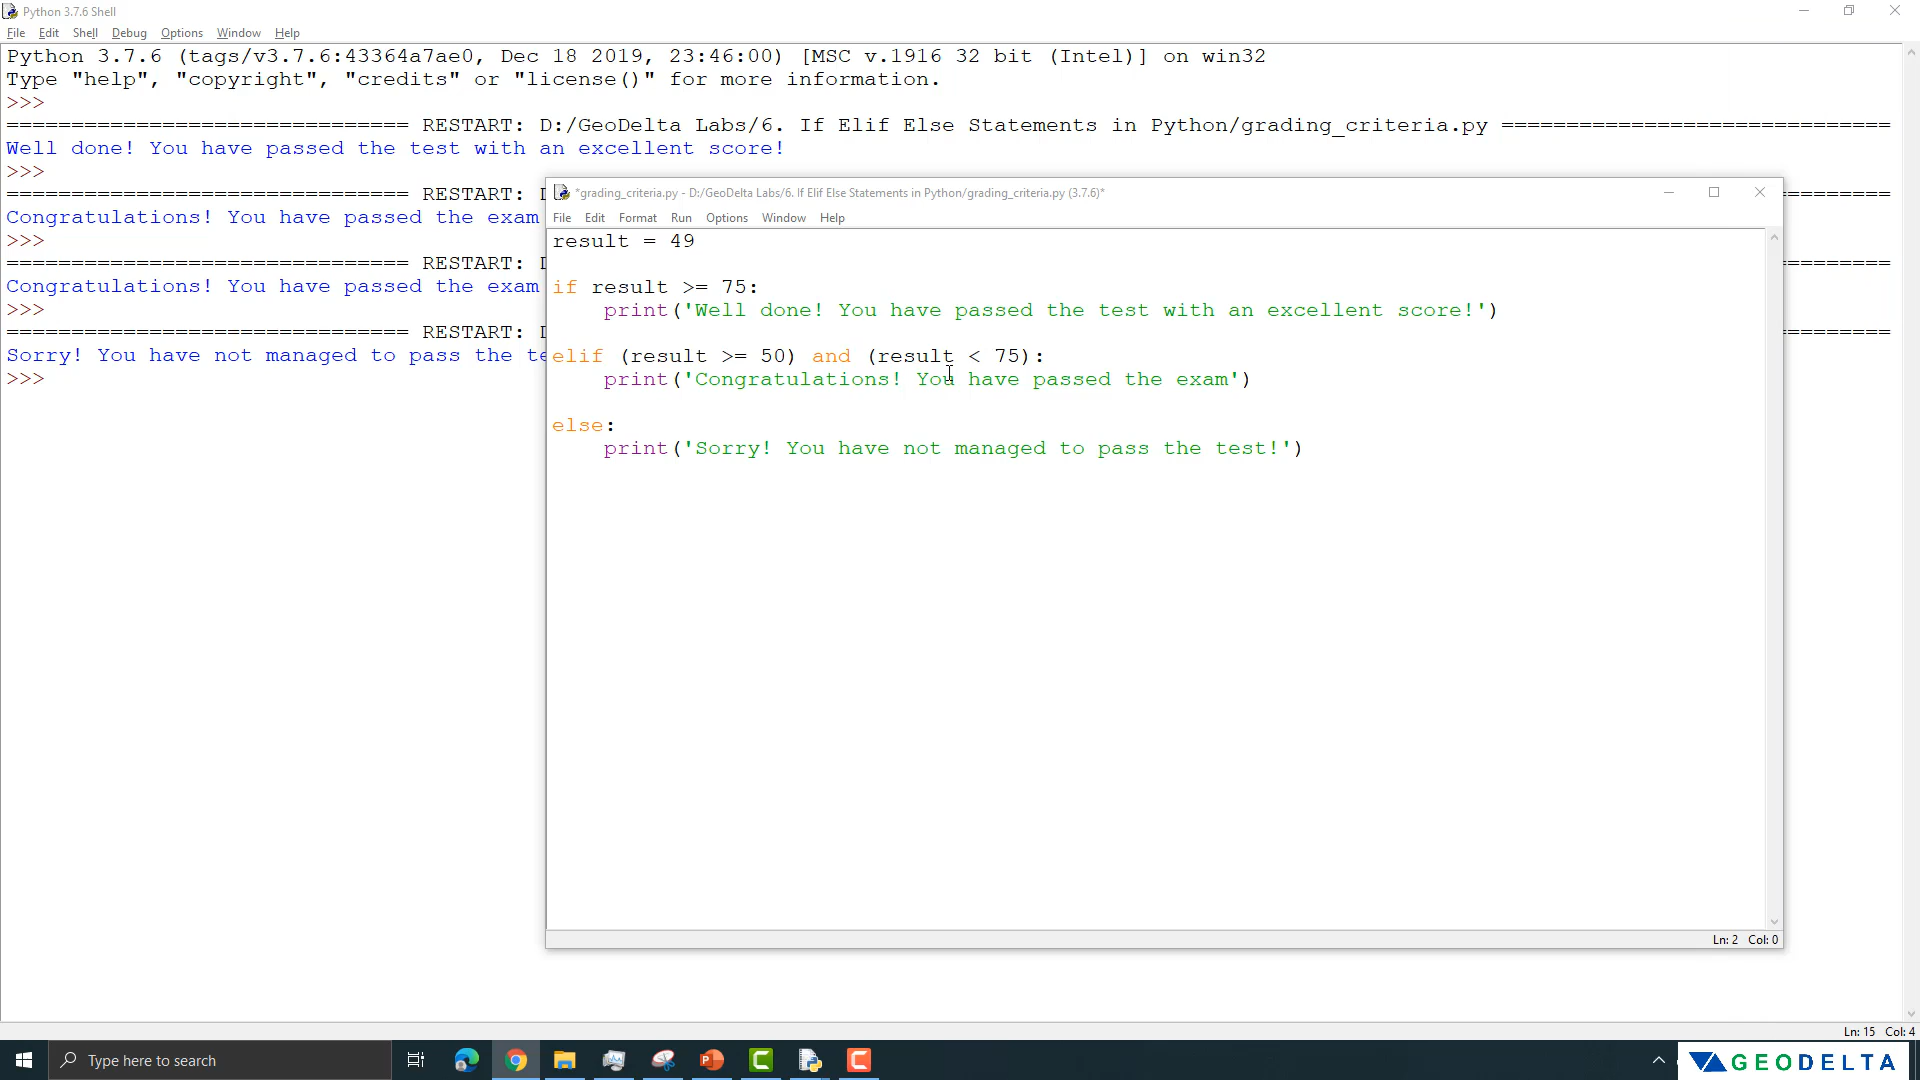 Python 3.7.6 Shell
File Edit Shell Debug Options Window Help
Python 3.7.6 (tags/v3.7.6:43364a7ae0, Dec 18 2019, 23:46:00) [MSC v.1916 32 bit (Intel)] on win32
Type "help", "copyright", "credits" or "license()" for more information.
>>>
=============================== RESTART: D:/GeoDelta Labs/6. If Elif Else Statements in Python/grading_criteria.py ==============================
Well done! You have passed the test with an excellent score!
>>>
=============================== RESTART: D
Congratulations! You have passed the exam
>>>
=============================== RESTART: D
Congratulations! You have passed the exam
>>>
=============================== RESTART: D
Sorry! You have not managed to pass the te
>>>
*grading_criteria.py - D:/GeoDelta Labs/6. If Elif Else Statements in Python/grading_criteria.py (3.7.6)*
File Edit Format Run Options Window Help
result = 49
if result >= 75:
    print('Well done! You have passed the test with an excellent score!')
elif (result >= 50) and (result < 75):
    print('Congratulations! You have passed the exam')
else:
    print('Sorry! You have not managed to pass the test!')
Ln: 2 Col: 0
Ln: 15 Col: 4
Type here to search
GEODELTA